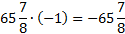 65 7/8 · (−1) = −65 7/8